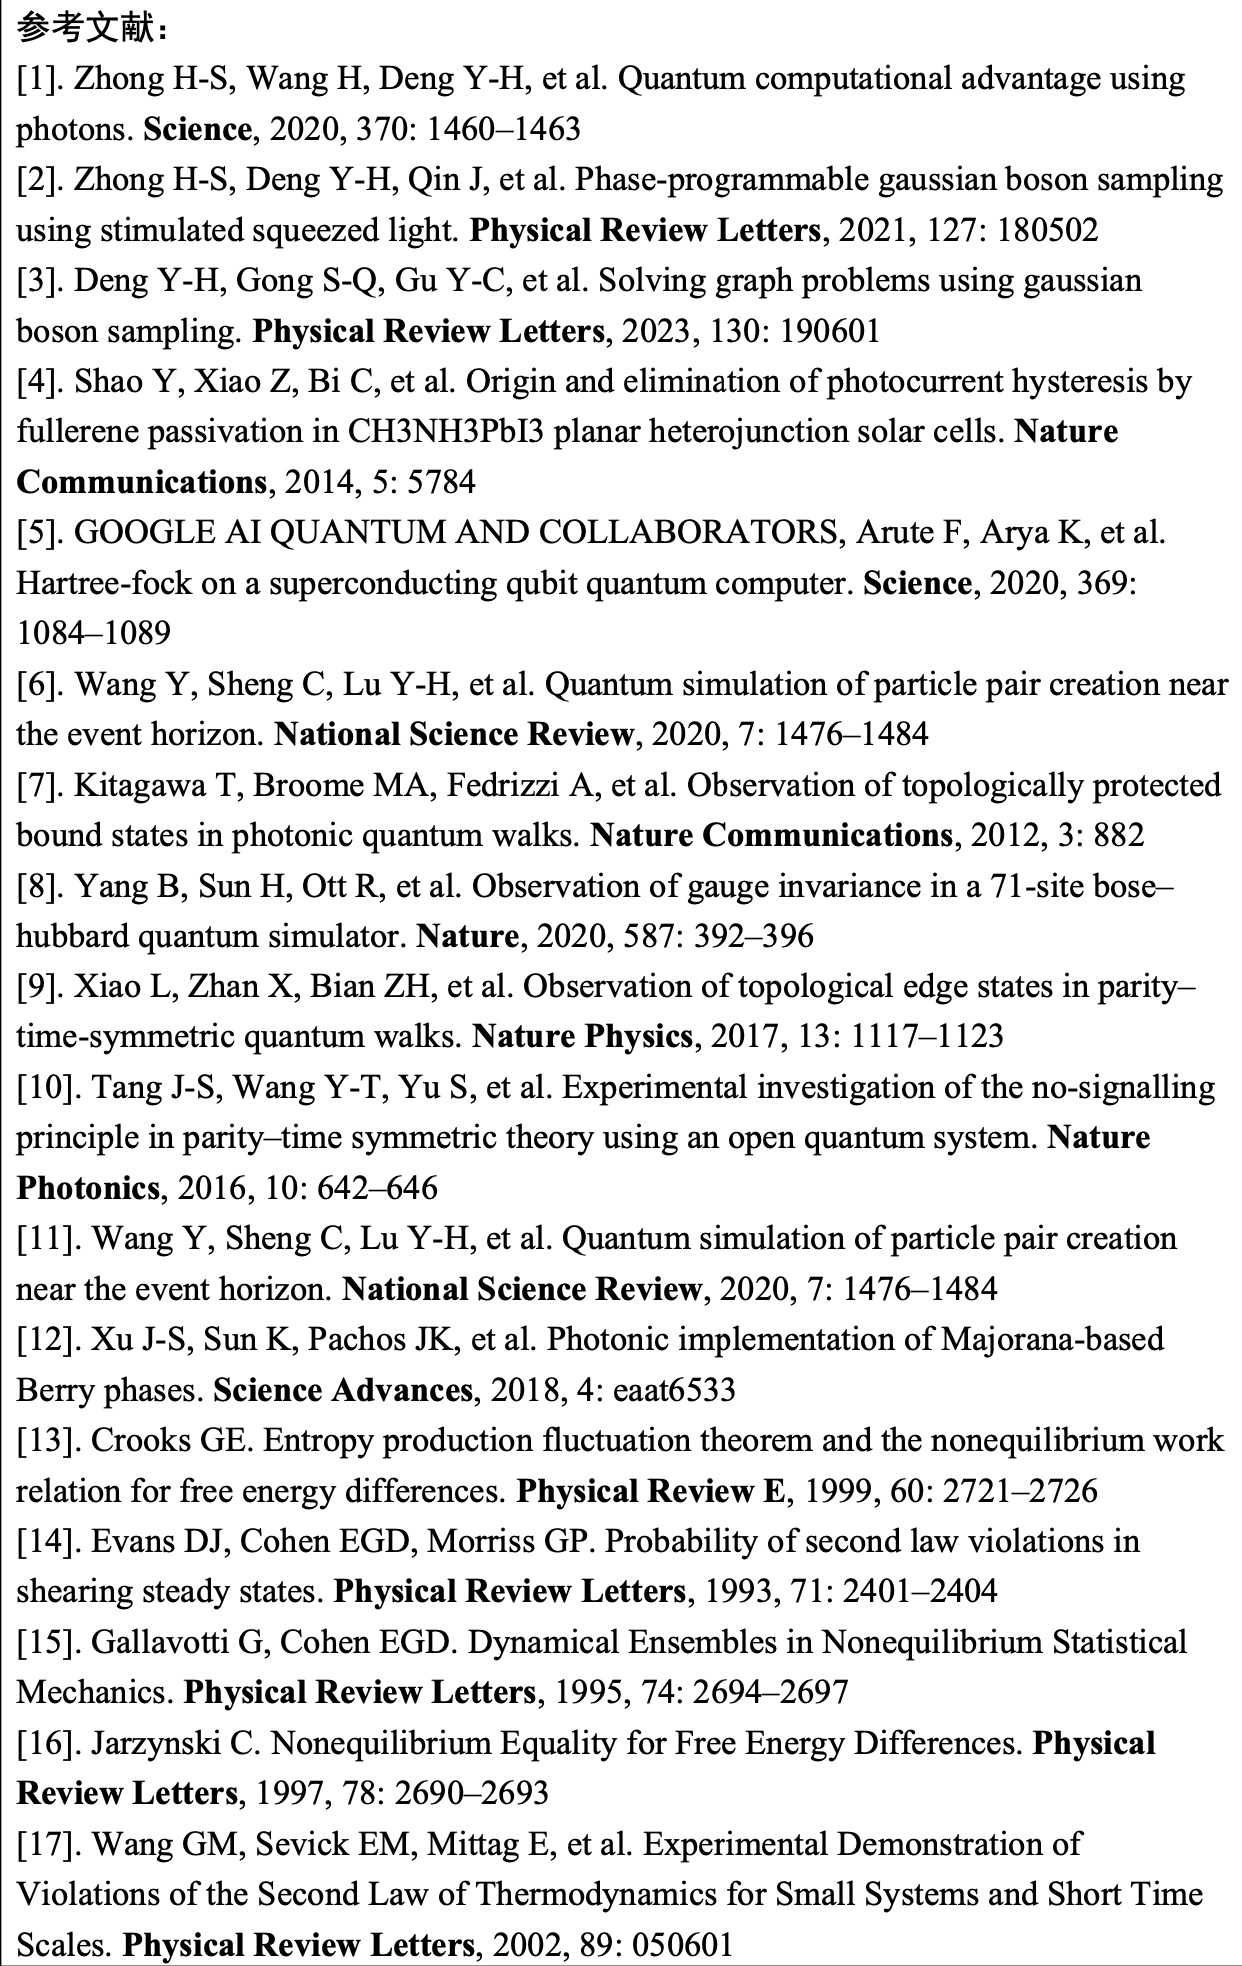 参考文献：
[1]. Zhong H-S, Wang H, Deng Y-H, et al. Quantum computational advantage using
photons. Science, 2020, 370: 1460–1463
[2]. Zhong H-S, Deng Y-H, Qin J, et al. Phase-programmable gaussian boson sampling
using stimulated squeezed light. Physical Review Letters, 2021, 127: 180502
[3]. Deng Y-H, Gong S-Q, Gu Y-C, et al. Solving graph problems using gaussian
boson sampling. Physical Review Letters, 2023, 130: 190601
[4]. Shao Y, Xiao Z, Bi C, et al. Origin and elimination of photocurrent hysteresis by
fullerene passivation in CH3NH3PbI3 planar heterojunction solar cells. Nature
Communications, 2014, 5: 5784
[5]. GOOGLE AI QUANTUM AND COLLABORATORS, Arute F, Arya K, et al.
Hartree-fock on a superconducting qubit quantum computer. Science, 2020, 369:
1084–1089
[6]. Wang Y, Sheng C, Lu Y-H, et al. Quantum simulation of particle pair creation near
the event horizon. National Science Review, 2020, 7: 1476–1484
[7]. Kitagawa T, Broome MA, Fedrizzi A, et al. Observation of topologically protected
bound states in photonic quantum walks. Nature Communications, 2012, 3: 882
[8]. Yang B, Sun H, Ott R, et al. Observation of gauge invariance in a 71-site bose–
hubbard quantum simulator. Nature, 2020, 587: 392–396
[9]. Xiao L, Zhan X, Bian ZH, et al. Observation of topological edge states in parity–
time-symmetric quantum walks. Nature Physics, 2017, 13: 1117–1123
[10]. Tang J-S, Wang Y-T, Yu S, et al. Experimental investigation of the no-signalling
principle in parity–time symmetric theory using an open quantum system. Nature
Photonics, 2016, 10: 642–646
[11]. Wang Y, Sheng C, Lu Y-H, et al. Quantum simulation of particle pair creation
near the event horizon. National Science Review, 2020, 7: 1476–1484
[12]. Xu J-S, Sun K, Pachos JK, et al. Photonic implementation of Majorana-based
Berry phases. Science Advances, 2018, 4: eaat6533
[13]. Crooks GE. Entropy production fluctuation theorem and the nonequilibrium work
relation for free energy differences. Physical Review E, 1999, 60: 2721–2726
[14]. Evans DJ, Cohen EGD, Morriss GP. Probability of second law violations in
shearing steady states. Physical Review Letters, 1993, 71: 2401–2404
[15]. Gallavotti G, Cohen EGD. Dynamical Ensembles in Nonequilibrium Statistical
Mechanics. Physical Review Letters, 1995, 74: 2694–2697
[16]. Jarzynski C. Nonequilibrium Equality for Free Energy Differences. Physical
Review Letters, 1997, 78: 2690–2693
[17]. Wang GM, Sevick EM, Mittag E, et al. Experimental Demonstration of
Violations of the Second Law of Thermodynamics for Small Systems and Short Time
Scales. Physical Review Letters, 2002, 89: 050601